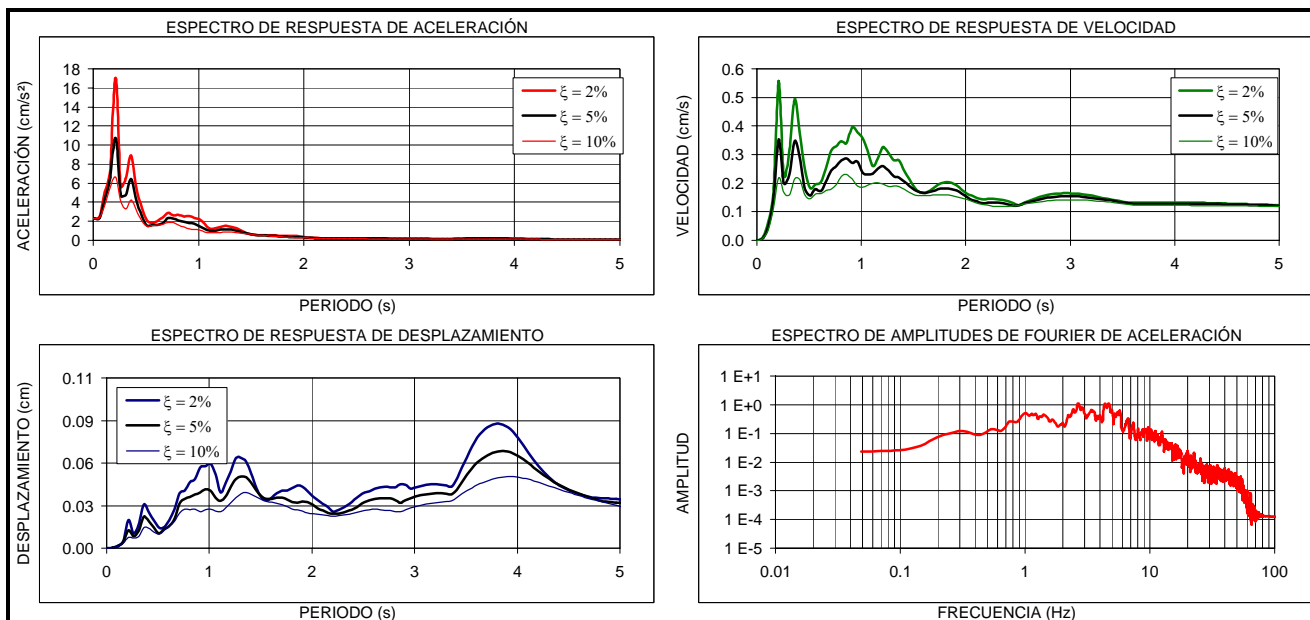 ESPECTRO DE RESPUESTA DE ACELERACIÓN
ACELERACIÓN (cm/s²)
18
16
14
12
10
8
6
4
2
0
ξ = 2%
ξ = 5%
ξ = 10%
0 1 2 3 4 5
PERIODO (s)
ESPECTRO DE RESPUESTA DE VELOCIDAD
VELOCIDAD (cm/s)
0.6
0.5
0.4
0.3
0.2
0.1
0.0
ξ = 2%
ξ = 5%
ξ = 10%
0 1 2 3 4 5
PERIODO (s)
ESPECTRO DE RESPUESTA DE DESPLAZAMIENTO
DESPLAZAMIENTO (cm)
0.11
0.09
0.06
0.03
0.00
ξ = 2%
ξ = 5%
ξ = 10%
0 1 2 3 4 5
PERIODO (s)
ESPECTRO DE AMPLITUDES DE FOURIER DE ACELERACIÓN
AMPLITUD
1 E+1
1 E+0
1 E-1
1 E-2
1 E-3
1 E-4
1 E-5
0.01 0.1 1 10 100
FRECUENCIA (Hz)